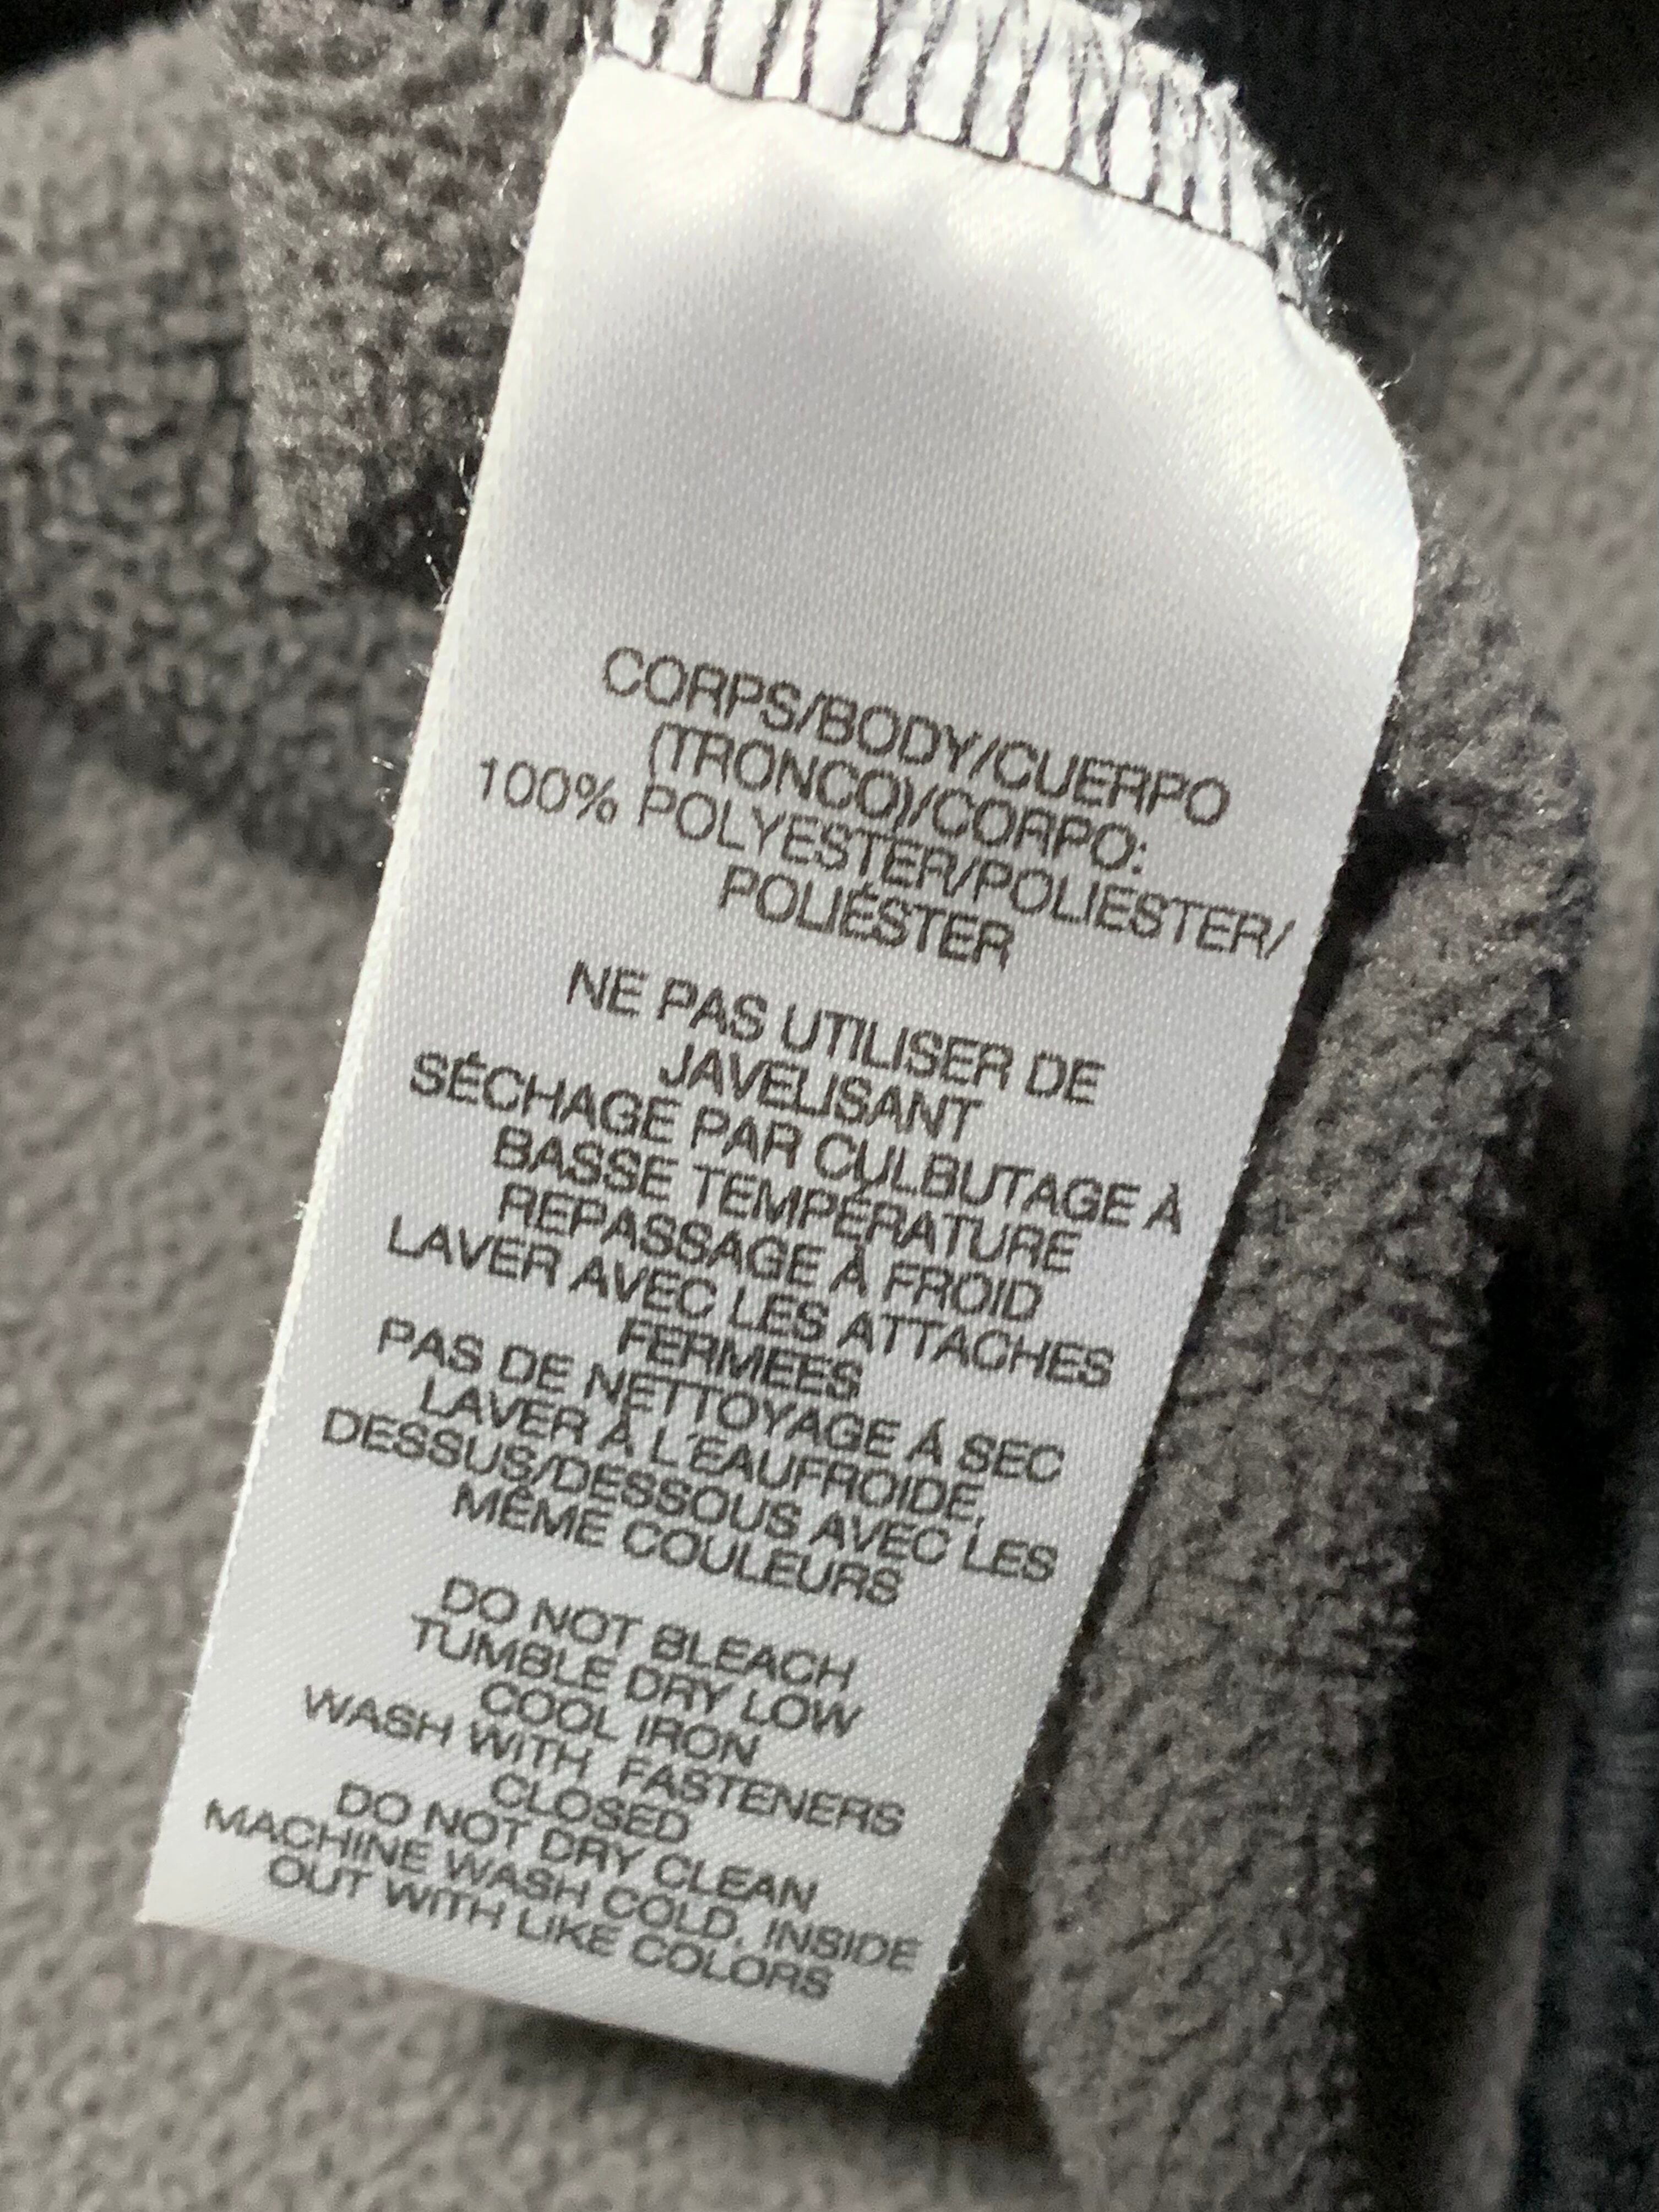 CORPS/BODY/CUERPO
(TRONCO)/CORPO:
100% POLYESTER/POLIESTER/
POLIÉSTER
NE PAS UTILISER DE
JAVELISANT
SÉCHAGE PAR CULBUTAGE À
BASSE TEMPÉRATURE
REPASSAGE À FROID
LAVER AVEC LES ATTACHES
FERMEES
PAS DE NETTOYAGE Á SEC
LAVER À L'EAUFROIDE,
DESSUS/DESSOUS AVEC LES
MÊME COULEURS
DO NOT BLEACH
TUMBLE DRY LOW
COOL IRON
WASH WITH FASTENERS
CLOSED
DO NOT DRY CLEAN
MACHINE WASH COLD, INSIDE
OUT WITH LIKE COLORS